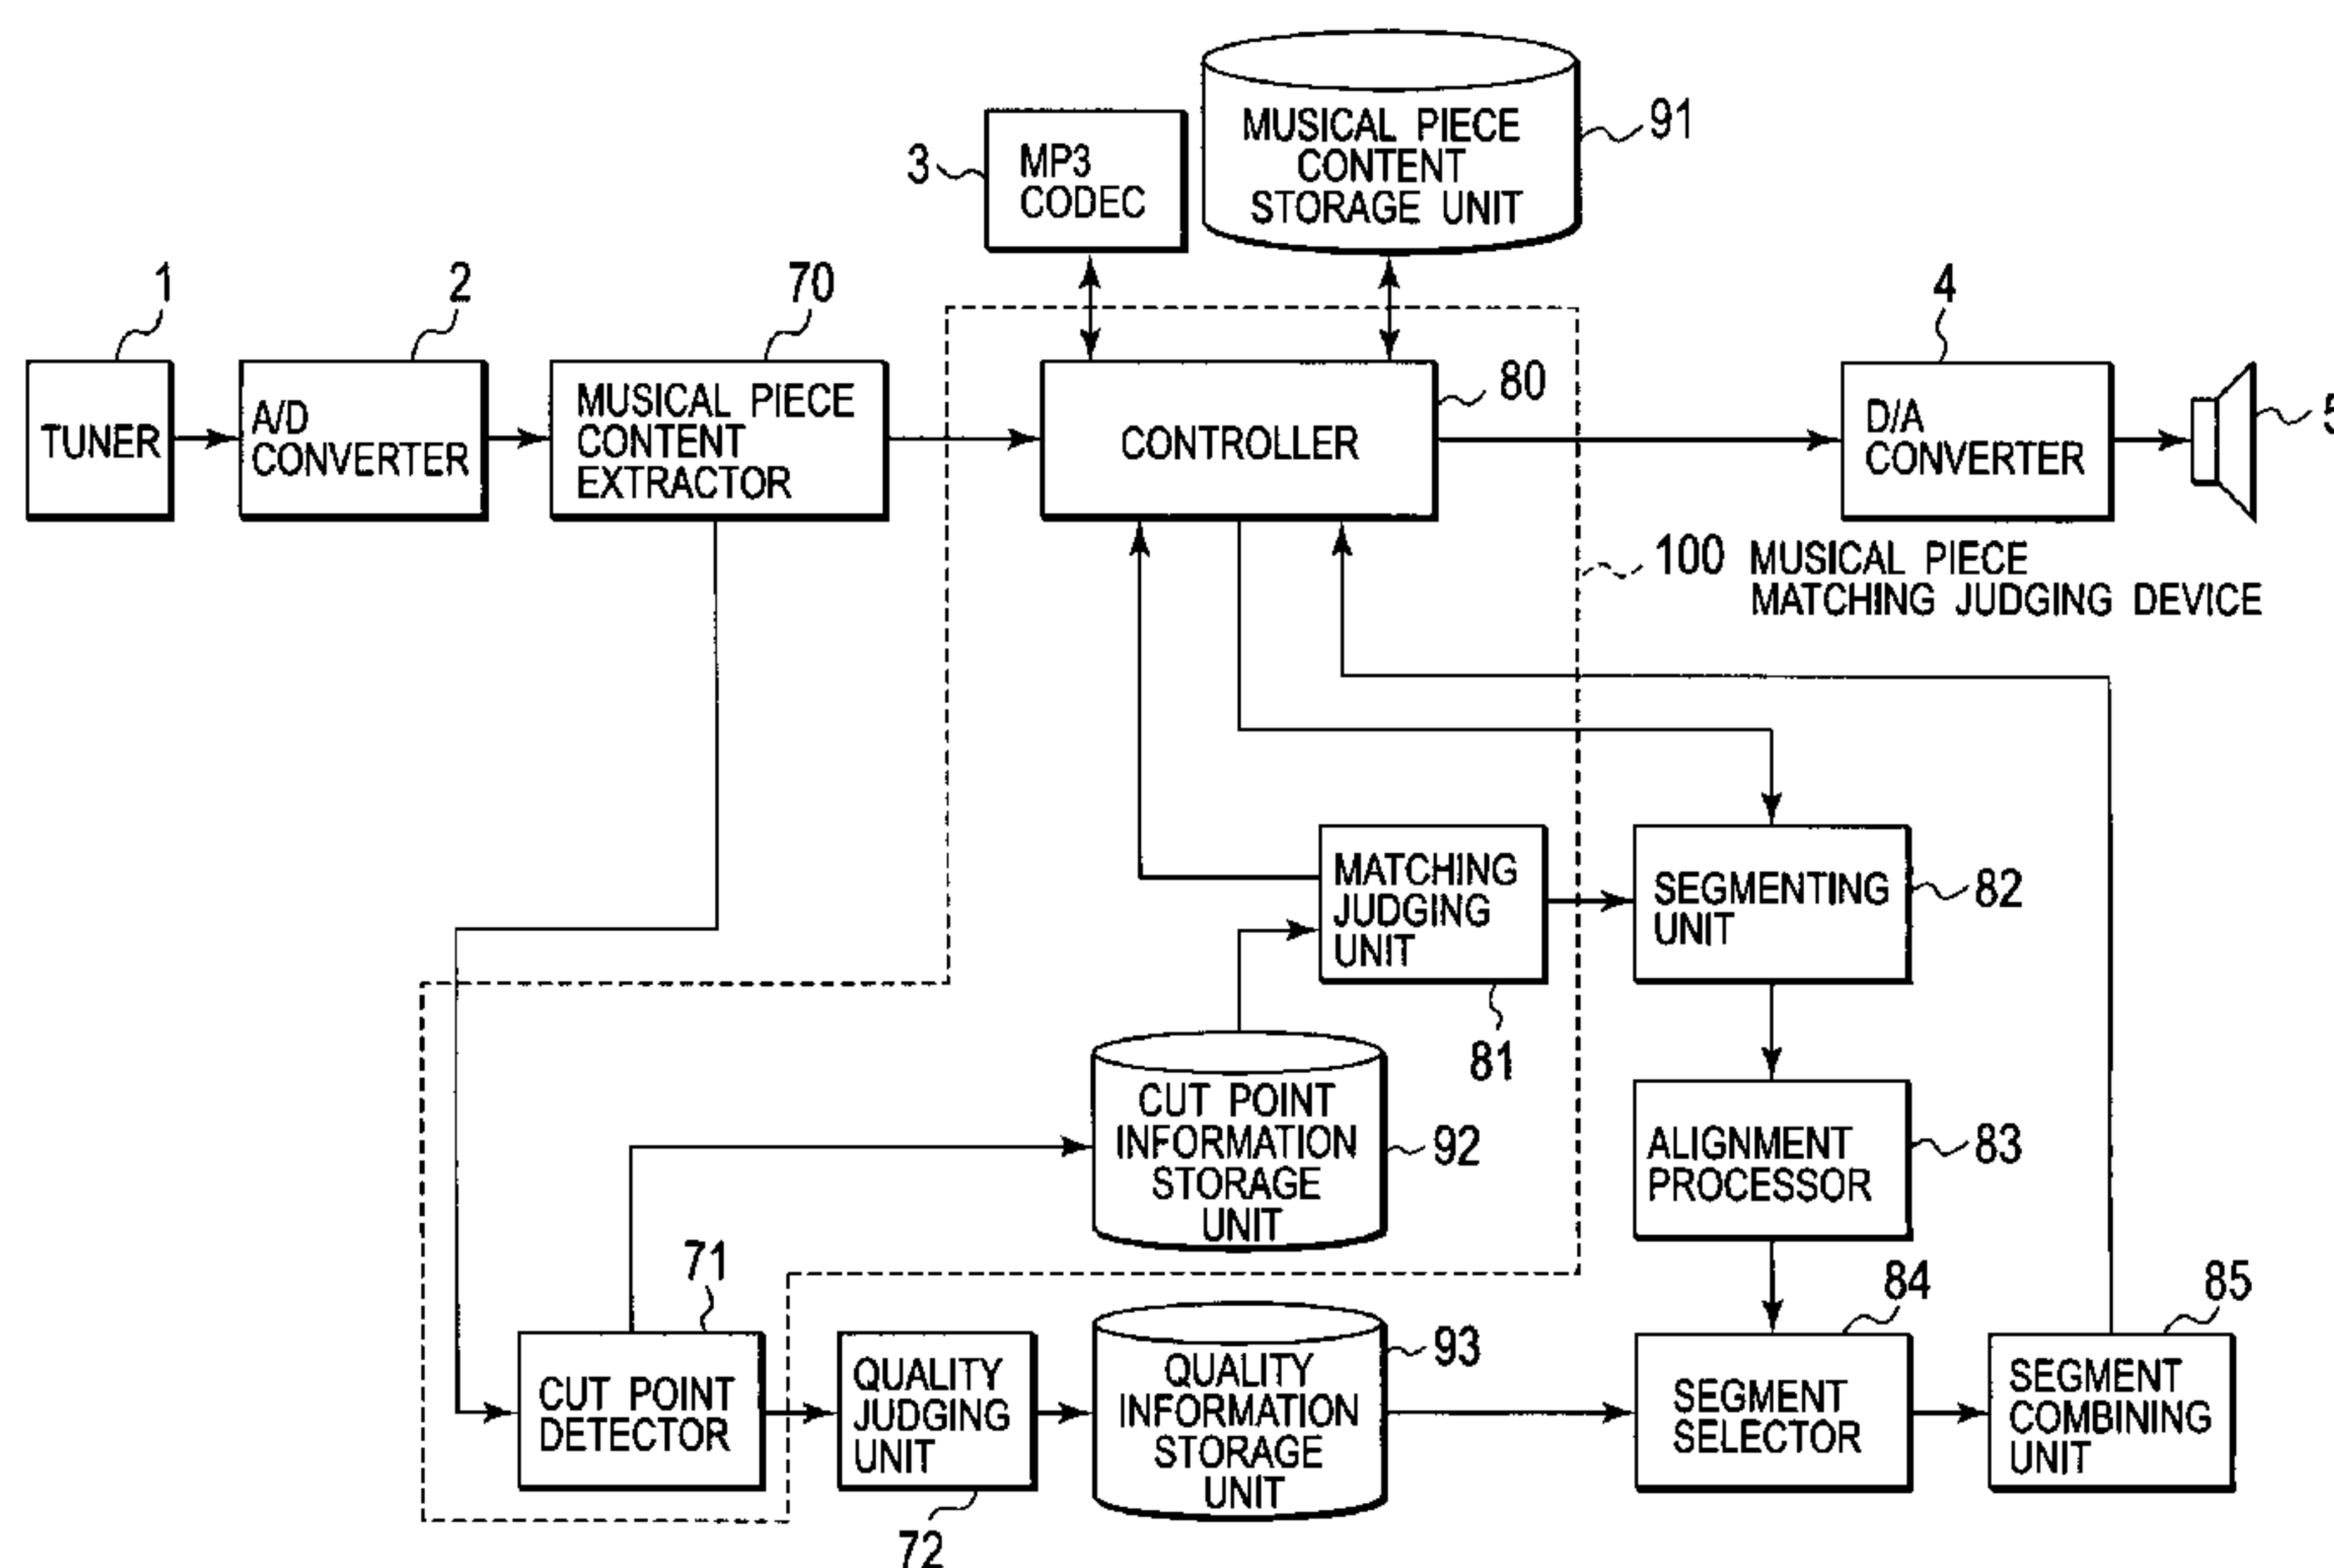 MUSICAL PIECE
CONTENT
STORAGE UNIT
91
3
MP3
CODEC
1
2
70
4
TUNER
A/D
CONVERTER
MUSICAL PIECE
CONTENT
EXTRACTOR
CONTROLLER
80
D/A
CONVERTER
5
100 MUSICAL PIECE
MATCHING JUDGING DEVICE
MATCHING
JUDGING
UNIT
81
SEGMENTING
UNIT
82
CUT POINT
INFORMATION
STORAGE
UNIT
92
ALIGNMENT
PROCESSOR
83
71
CUT POINT
DETECTOR
QUALITY
JUDGING
UNIT
72
QUALITY
INFORMATION
STORAGE
UNIT
93
84
SEGMENT
SELECTOR
85
SEGMENT
COMBINING
UNIT